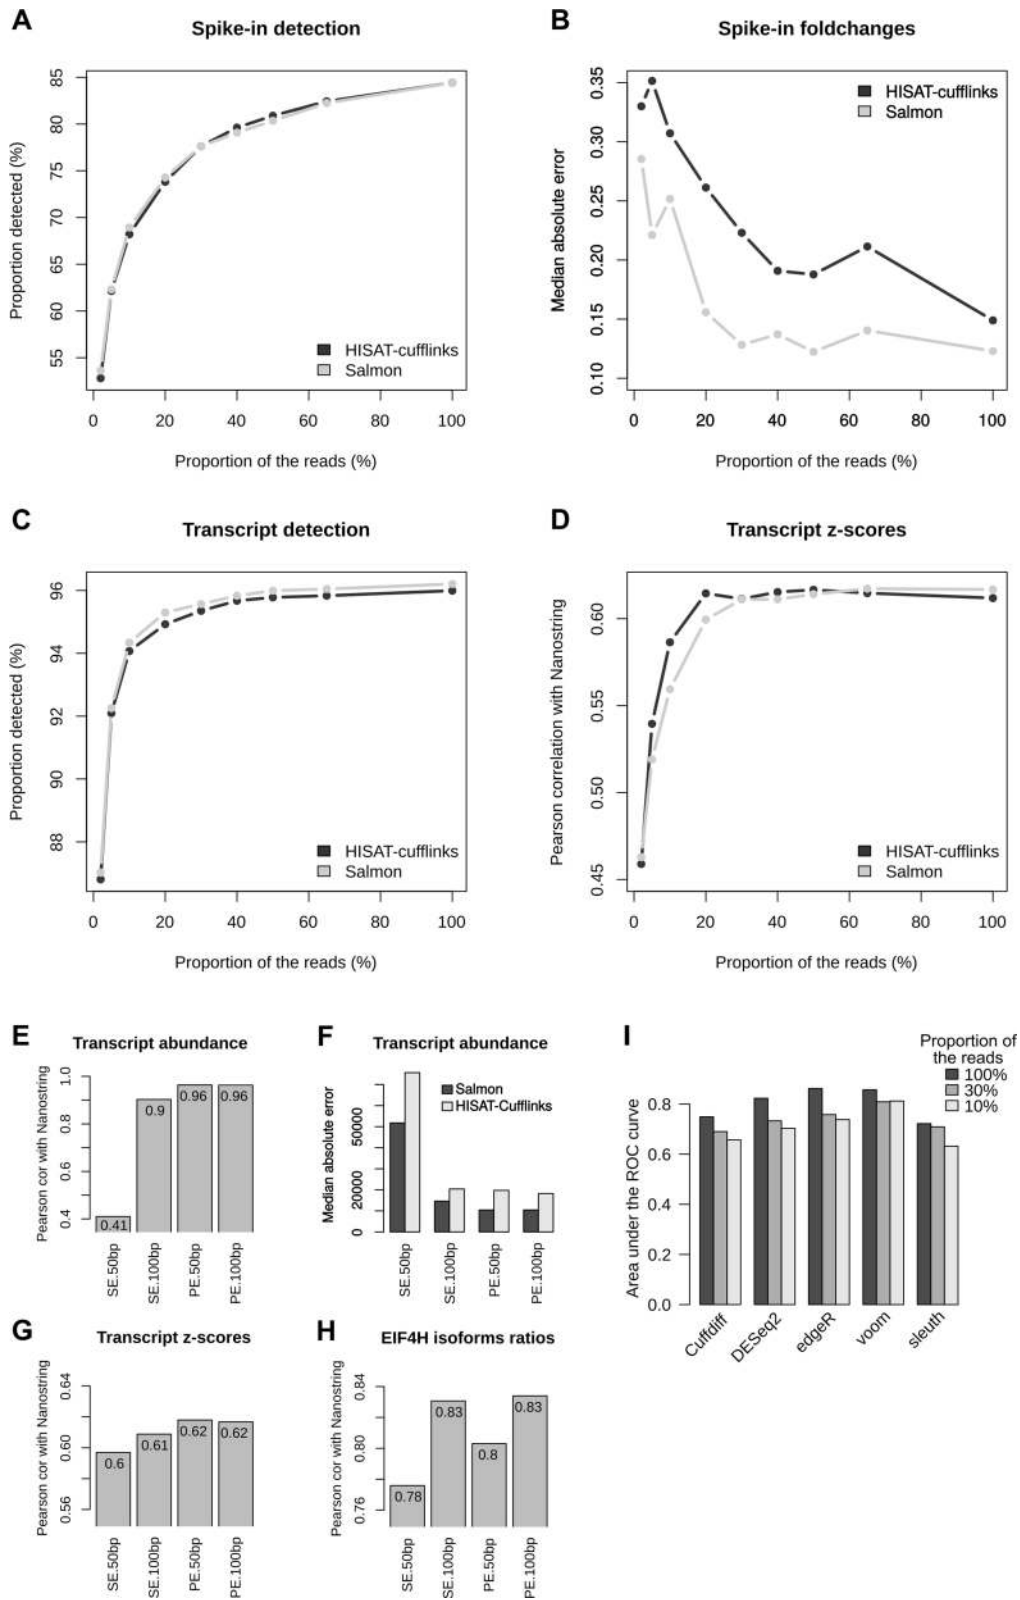 A
Spike-in detection
Proportion detected (%)
85
80
75
70
65
60
55
HISAT-cufflinks
Salmon
0 20 40 60 80 100
Proportion of the reads (%)
B
Spike-in foldchanges
Median absolute error
0.35
0.30
0.25
0.20
0.15
0.10
HISAT-cufflinks
Salmon
0 20 40 60 80 100
Proportion of the reads (%)
C
Transcript detection
Proportion detected (%)
96
94
92
90
88
HISAT-cufflinks
Salmon
0 20 40 60 80 100
Proportion of the reads (%)
D
Transcript z-scores
Pearson correlation with Nanostring
0.60
0.55
0.50
0.45
HISAT-cufflinks
Salmon
0 20 40 60 80 100
Proportion of the reads (%)
E
Transcript abundance
Pearson cor with Nanostring
1.0
0.8
0.6
0.4
0.41
0.9
0.96
0.96
SE.50bp
SE.100bp
PE.50bp
PE.100bp
F
Transcript abundance
Median absolute error
50000
20000
0
Salmon
HISAT-Cufflinks
SE.50bp
SE.100bp
PE.50bp
PE.100bp
G
Transcript z-scores
Pearson cor with Nanostring
0.64
0.60
0.56
0.6
0.61
0.62
0.62
SE.50bp
SE.100bp
PE.50bp
PE.100bp
H
EIF4H isoforms ratios
Pearson cor with Nanostring
0.84
0.80
0.76
0.78
0.83
0.8
0.83
SE.50bp
SE.100bp
PE.50bp
PE.100bp
I
Proportion of
the reads
100%
30%
10%
Area under the ROC curve
0.8
0.6
0.4
0.2
0.0
Cuffdiff
DESeq2
edgeR
voom
sleuth